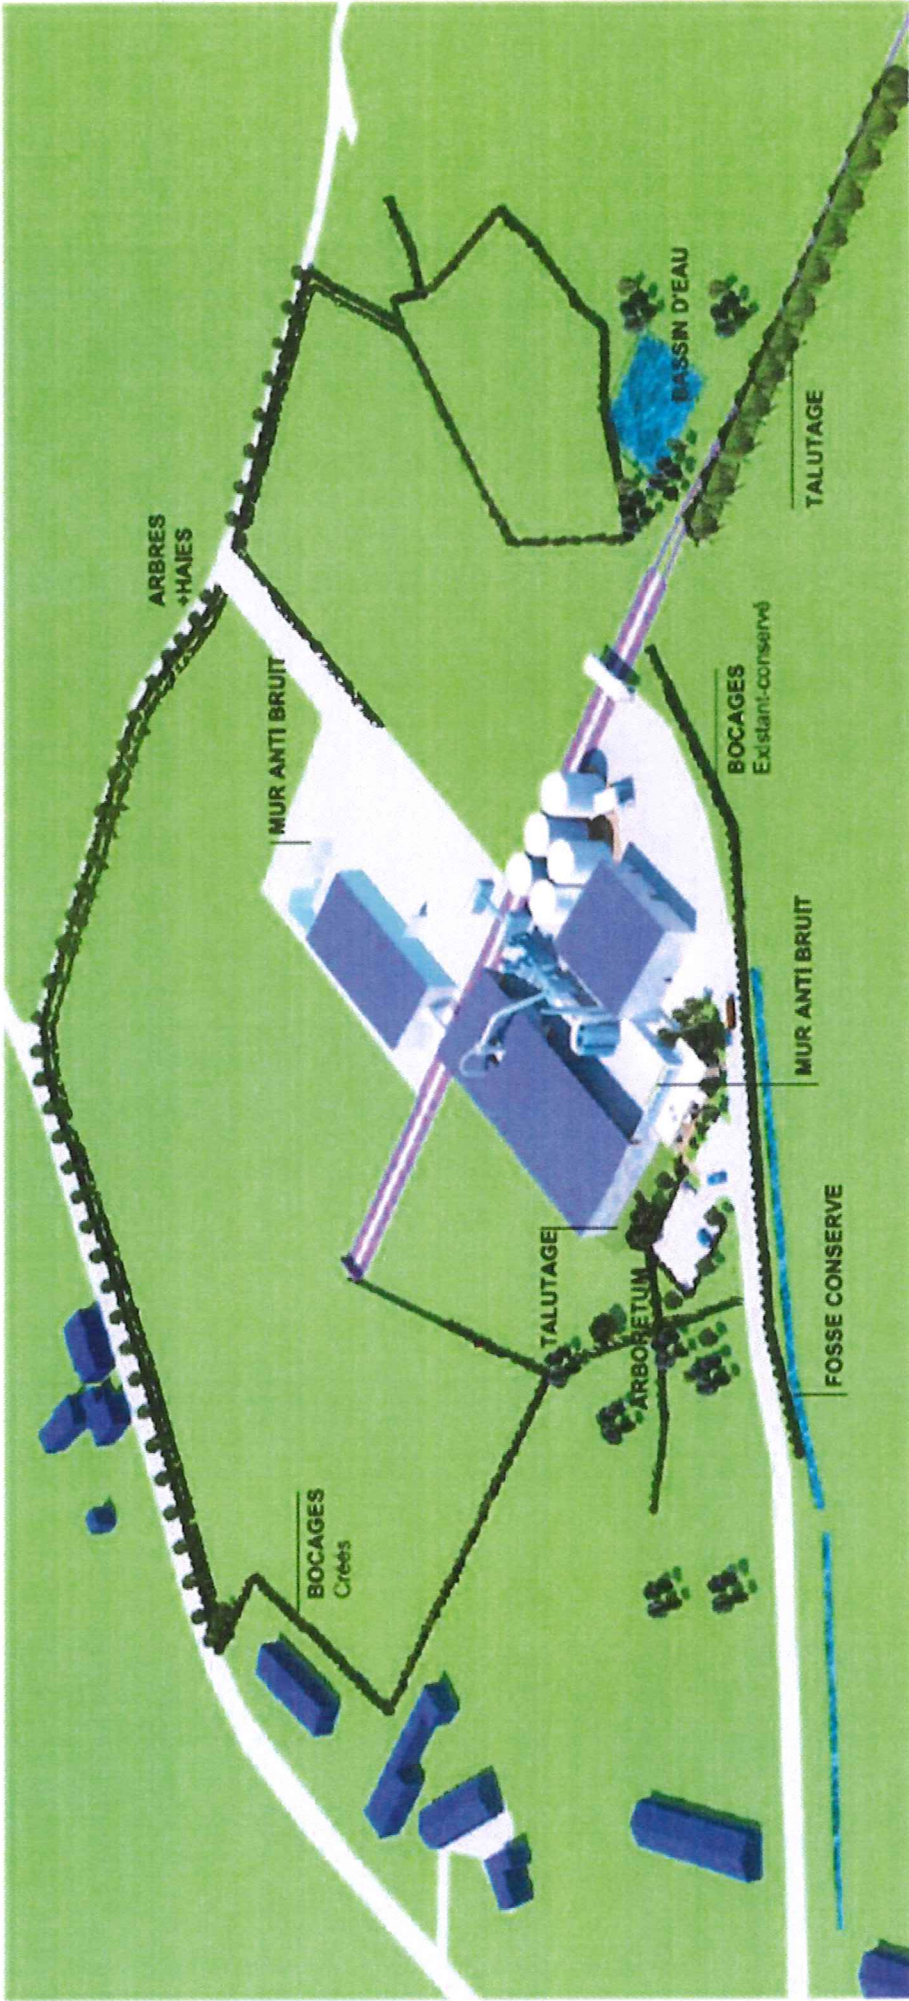 ARBRES
+HAIES
MUR ANTI BRUIT
BOCAGES
Créés
TALUTAGE
ARBORETUM
BASSIN D'EAU
BOCAGES
Existant-conservé
MUR ANTI BRUIT
TALUTAGE
FOSSE CONSERVE